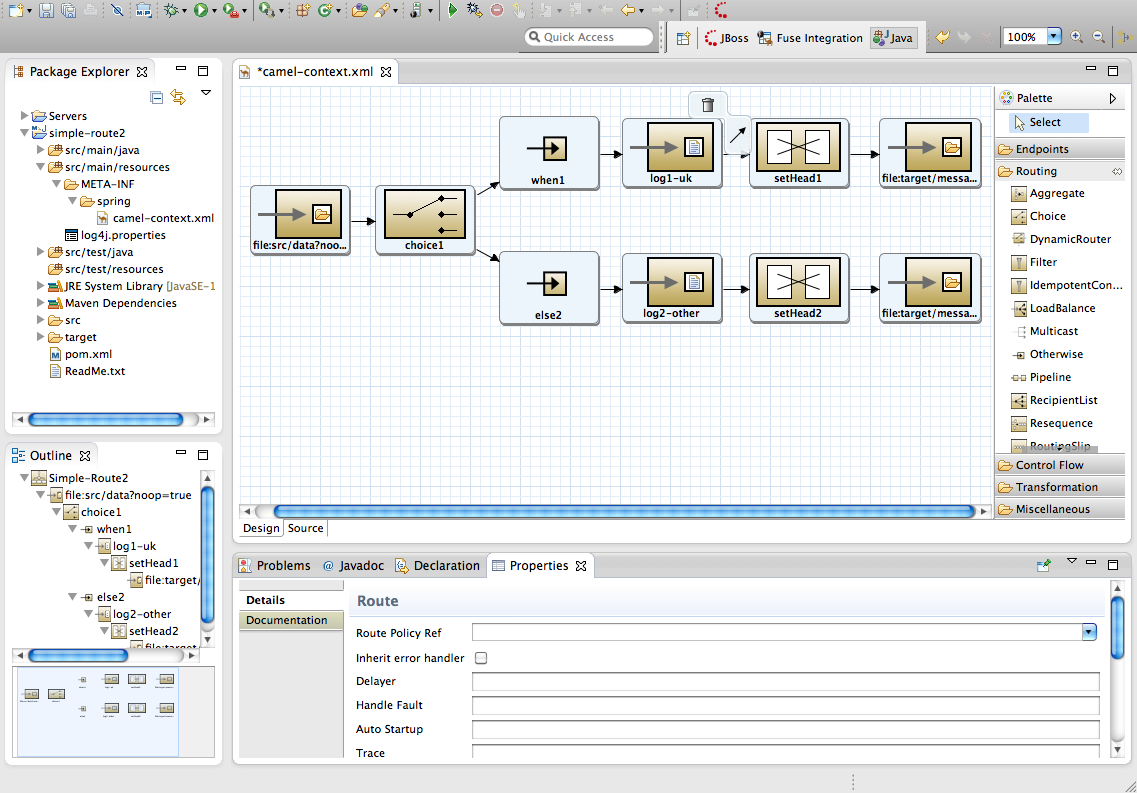 Quick Access
JBoss
Fuse Integration
Java
100%
Package Explorer
Servers
simple-route2
src/main/java
src/main/resources
META-INF
spring
camel-context.xml
log4j.properties
src/test/java
src/test/resources
JRE System Library [JavaSE-1
Maven Dependencies
src
target
pom.xml
ReadMe.txt
Outline
Simple-Route2
file:src/data?noop=true
choice1
when1
log1-uk
setHead1
file:target/
else2
log2-other
setHead2
file:target
*camel-context.xml
when1
log1-uk
setHead1
file:target/messa...
file:src/data?noo...
choice1
else2
log2-other
setHead2
file:target/messa...
Design
Source
Palette
Select
Endpoints
Routing
Aggregate
Choice
DynamicRouter
Filter
IdempotentCon...
LoadBalance
Multicast
Otherwise
Pipeline
RecipientList
Resequence
RoutingSlip
Control Flow
Transformation
Miscellaneous
Problems
@ Javadoc
Declaration
Properties
Details
Documentation
Route
Route Policy Ref
Inherit error handler
Delayer
Handle Fault
Auto Startup
Trace